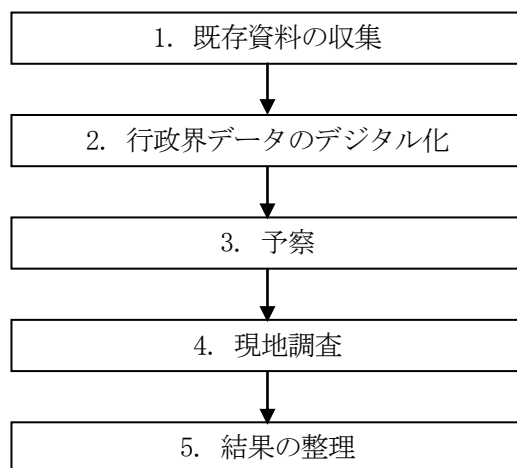 1. 既存資料の収集
2. 行政界データのデジタル化
3. 予察
4. 現地調査
5. 結果の整理